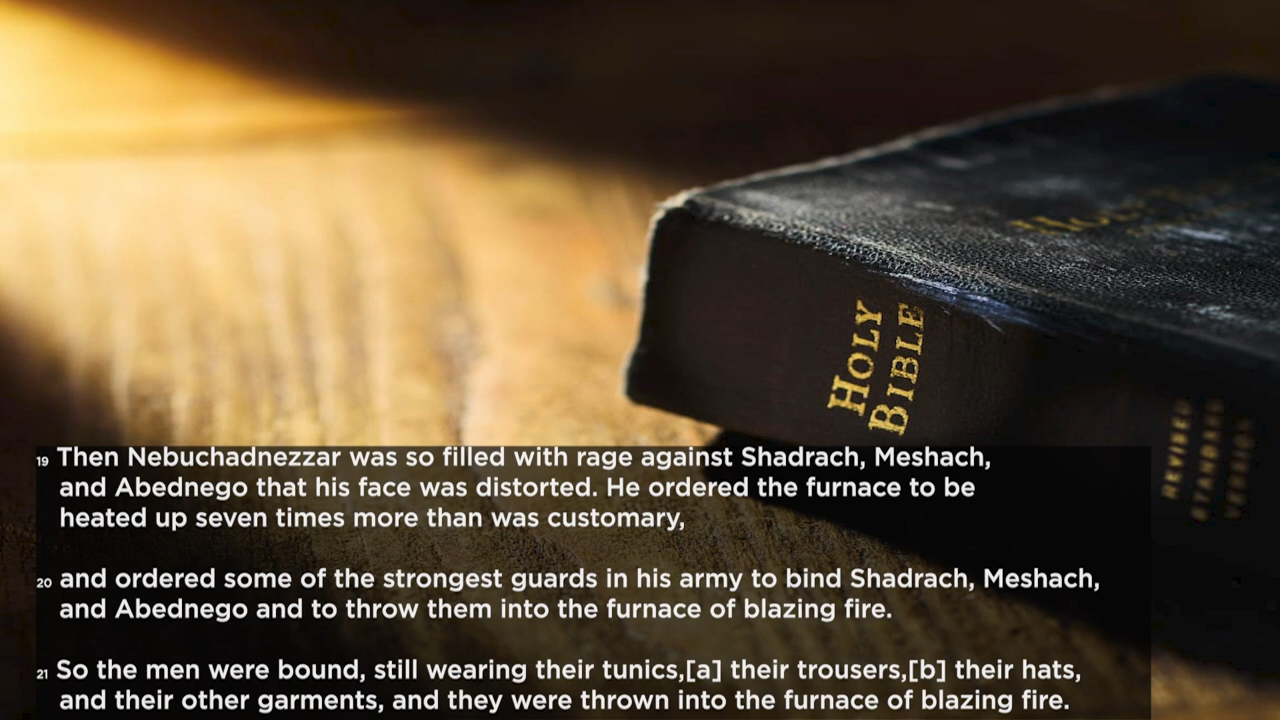 HOLY
HOLY
BIBLE
REVISED
STANDARD
VERSION
19 Then Nebuchadnezzar was so filled with rage against Shadrach, Meshach,
and Abednego that his face was distorted. He ordered the furnace to be
heated up seven times more than was customary,
20 and ordered some of the strongest guards in his army to bind Shadrach, Meshach,
and Abednego and to throw them into the furnace of blazing fire.
21 So the men were bound, still wearing their tunics,[a] their trousers,[b] their hats,
and their other garments, and they were thrown into the furnace of blazing fire.